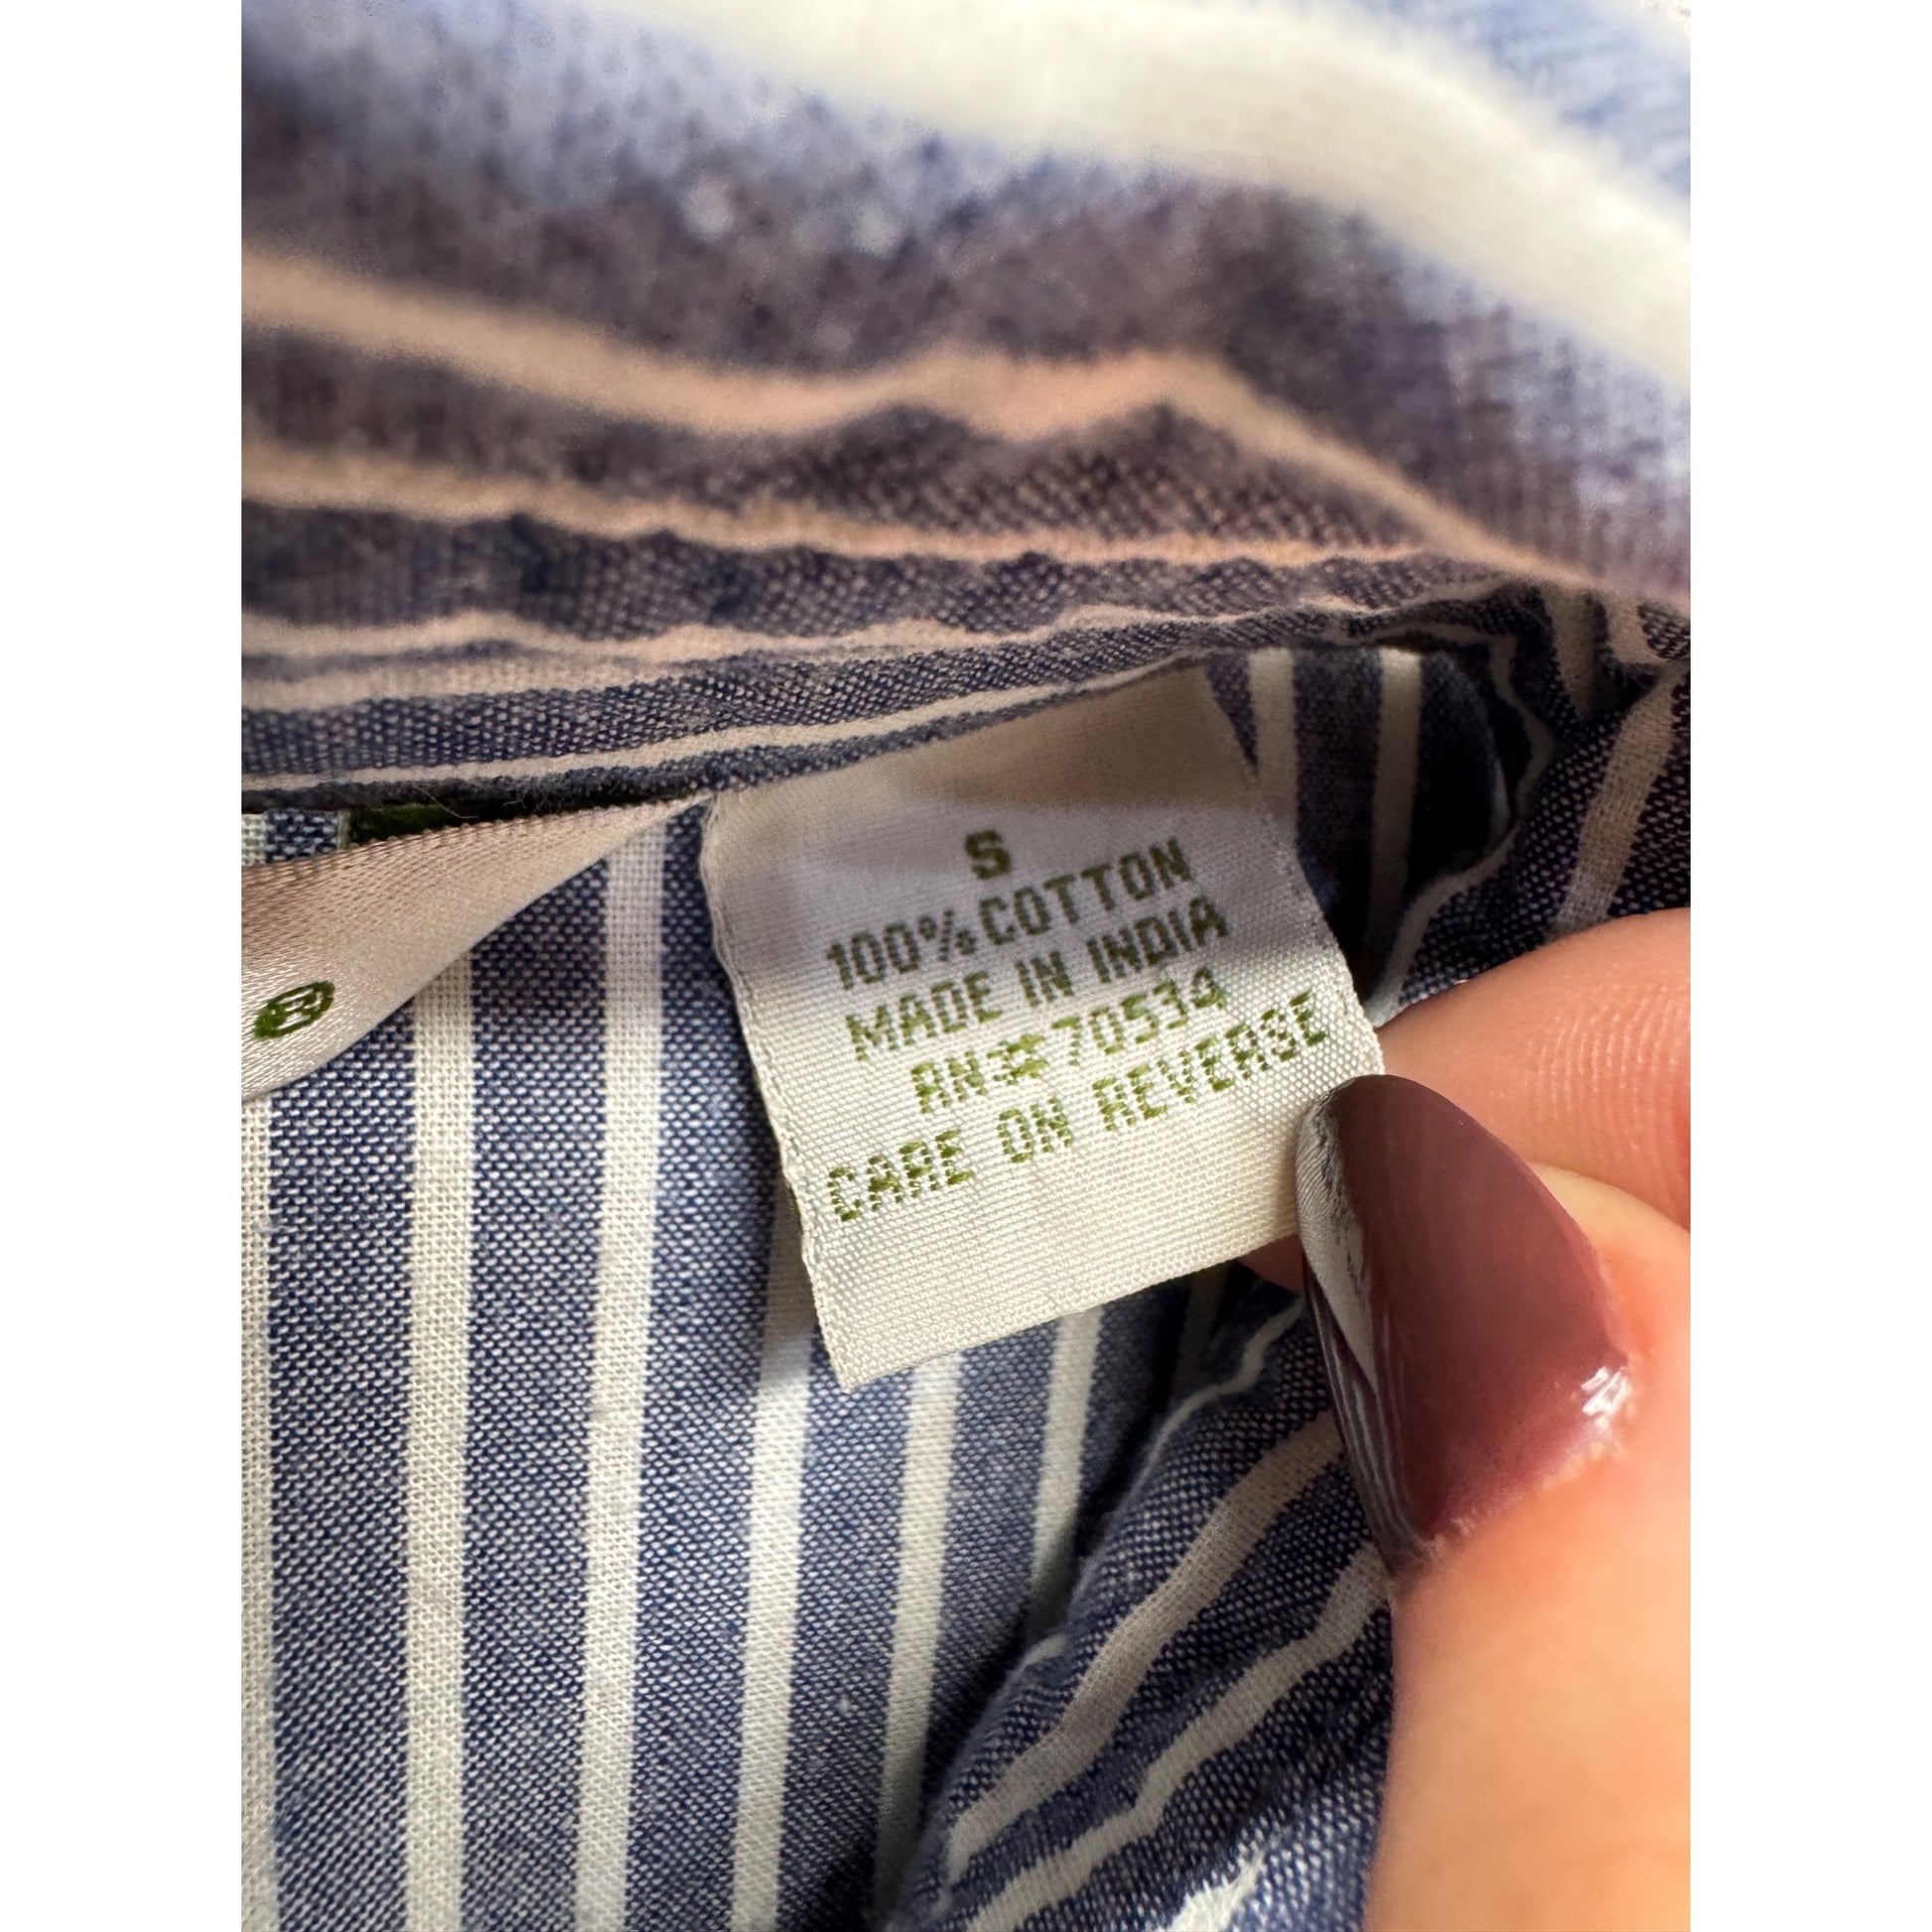 ®
S
100% COTTON
MADE IN INDIA
RN#70534
CARE ON REVERSE